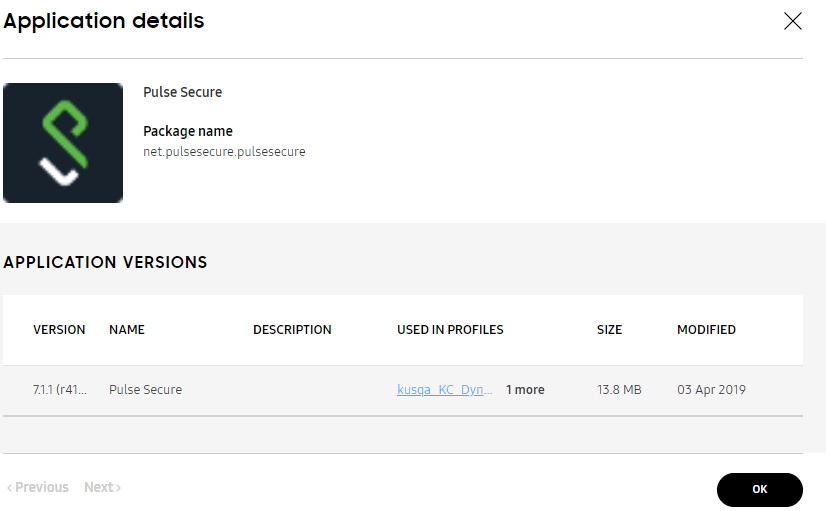 Application details
Pulse Secure
Package name
net.pulsesecure.pulsesecure
APPLICATION VERSIONS
VERSION NAME DESCRIPTION USED IN PROFILES SIZE MODIFIED
7.1.1 (r41... Pulse Secure kusqa_KC_Dyn... 1 more 13.8 MB 03 Apr 2019
‹ Previous Next ›
OK